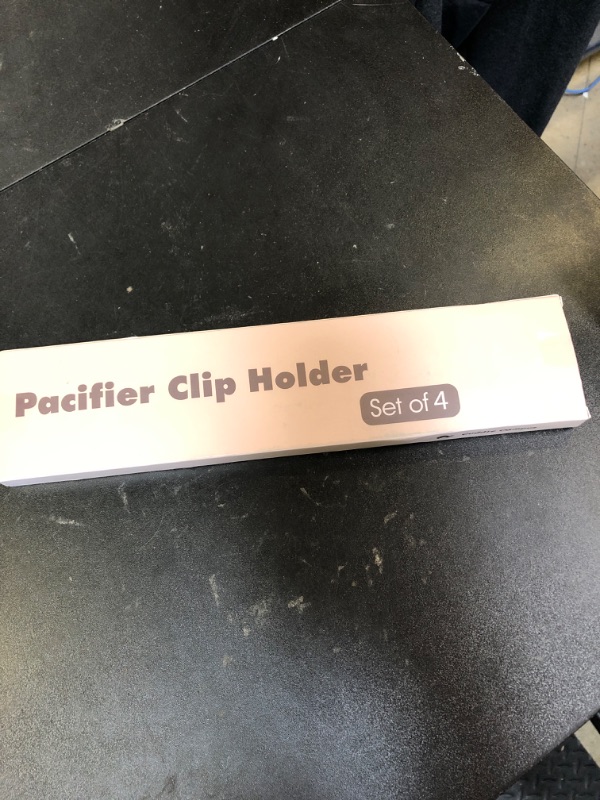 Pacifier Clip Holder
Set of 4